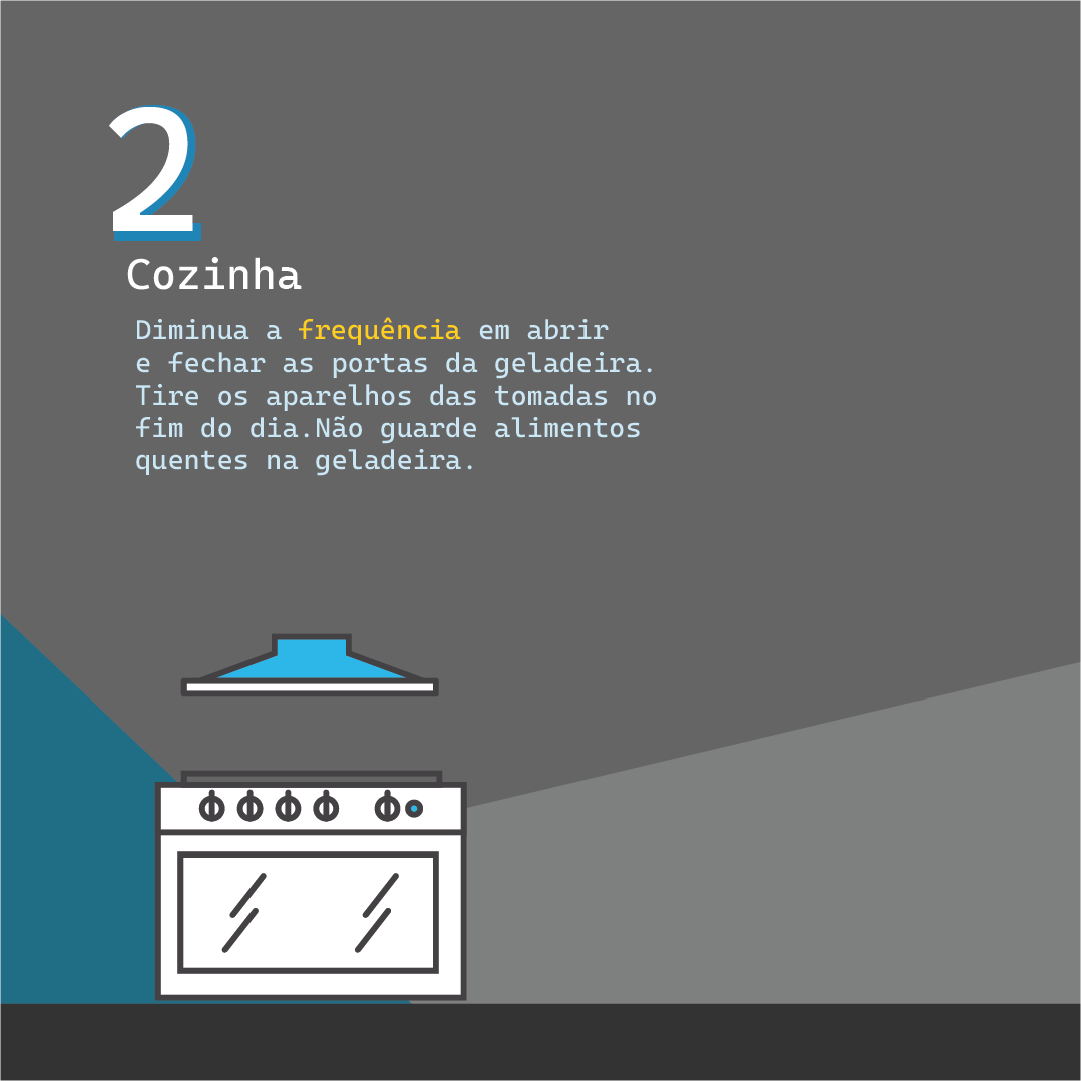 2
Cozinha
Diminua a frequência em abrir
e fechar as portas da geladeira.
Tire os aparelhos das tomadas no
fim do dia.Não guarde alimentos
quentes na geladeira.